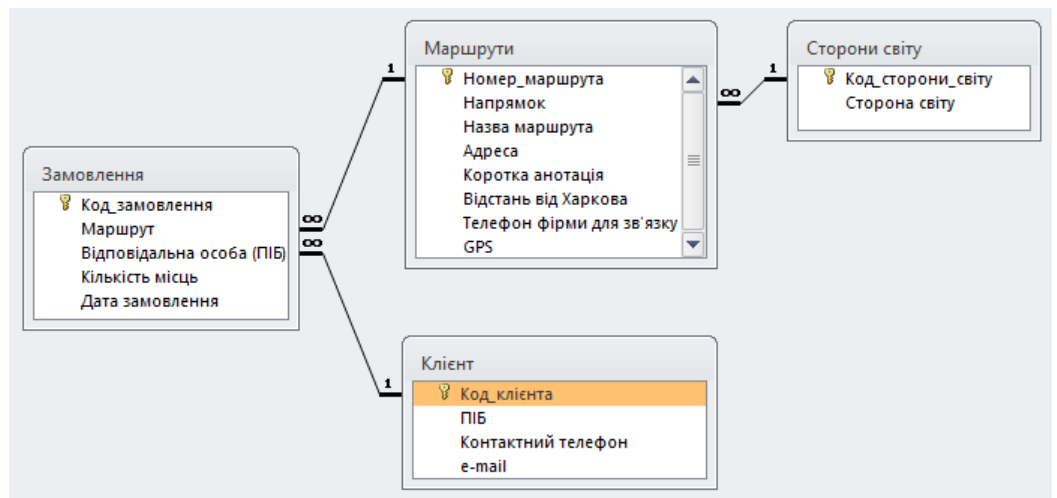 Маршрути
1
Номер_маршрута
Напрямок
Назва маршрута
Адреса
Коротка анотація
Відстань від Харкова
Телефон фірми для зв'язку
GPS
∞
1
Сторони світу
Код_сторони_світу
Сторона світу
Замовлення
Код_замовлення
Маршрут
Відповідальна особа (ПІБ)
Кількість місць
Дата замовлення
∞
∞
1
Клієнт
Код_клієнта
ПІБ
Контактний телефон
e-mail